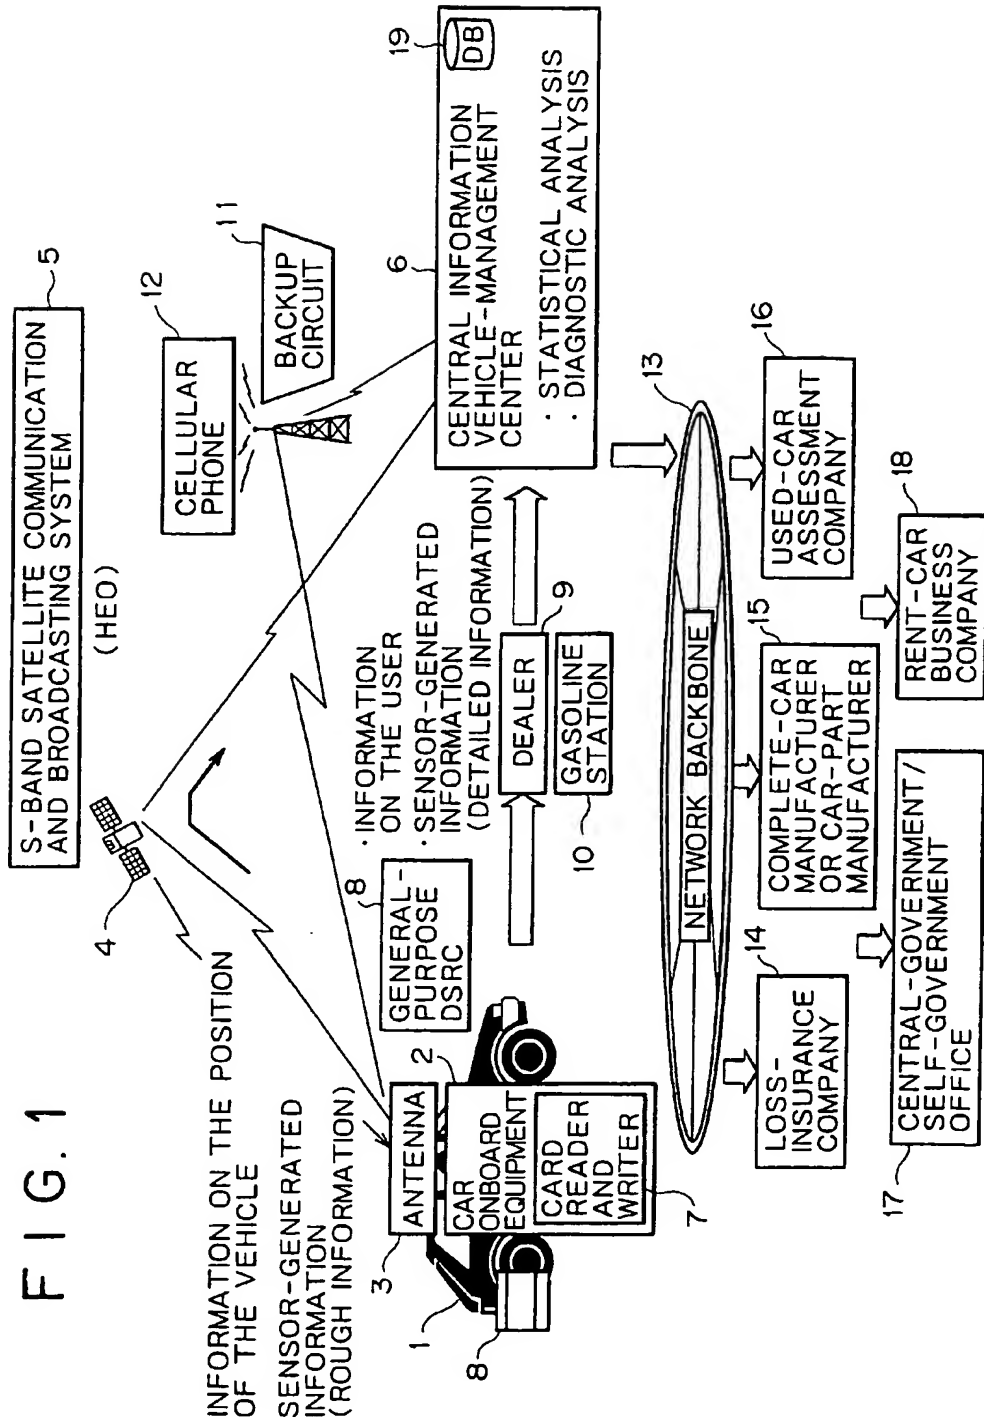 FIG. 1
S-BAND SATELLITE COMMUNICATION
AND BROADCASTING SYSTEM
5
(HEO)
4
INFORMATION ON THE POSITION
OF THE VEHICLE
SENSOR-GENERATED
INFORMATION
(ROUGH INFORMATION)
12
CELLULAR
PHONE
11
BACKUP
CIRCUIT
3
ANTENNA
2
CAR
ONBOARD
EQUIPMENT
CARD
READER
AND
WRITER
7
1
8
8
GENERAL-
PURPOSE
DSRC
· INFORMATION
ON THE USER
· SENSOR-GENERATED
INFORMATION
(DETAILED INFORMATION)
DEALER
9
GASOLINE
STATION
10
6
19
DB
CENTRAL INFORMATION
VEHICLE-MANAGEMENT
CENTER
· STATISTICAL ANALYSIS
· DIAGNOSTIC ANALYSIS
NETWORK BACKBONE
13
14
LOSS-
INSURANCE
COMPANY
15
COMPLETE-CAR
MANUFACTURER
OR CAR-PART
MANUFACTURER
16
USED-CAR
ASSESSMENT
COMPANY
17
CENTRAL-GOVERNMENT/
SELF-GOVERNMENT
OFFICE
18
RENT-CAR
BUSINESS
COMPANY